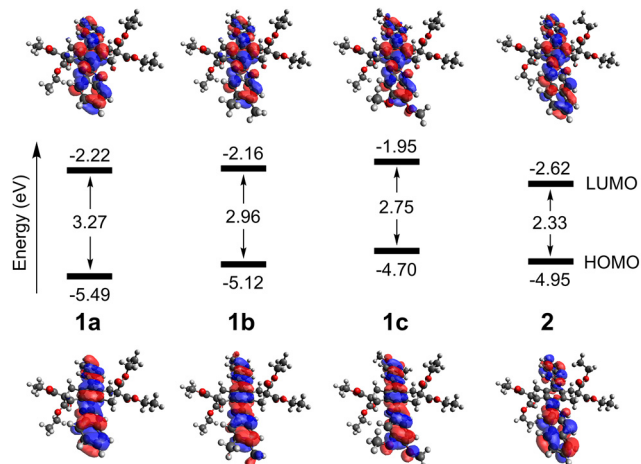 Energy (eV)
-2.22
3.27
-5.49
1a
-2.16
2.96
-5.12
1b
-1.95
2.75
-4.70
1c
-2.62
LUMO
2.33
HOMO
-4.95
2